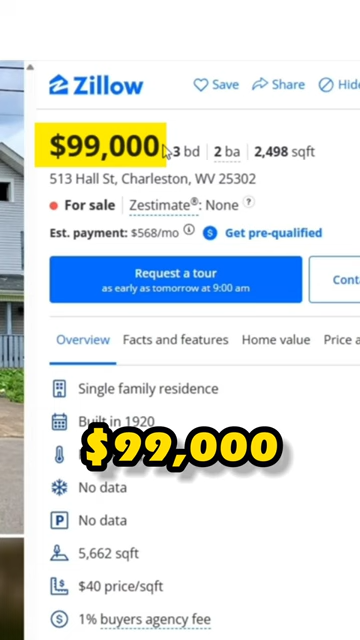 Zillow
Save Share Hide
$99,000 3 bd 2 ba 2,498 sqft
513 Hall St, Charleston, WV 25302
For sale Zestimate®: None ?
Est. payment: $568/mo Get pre-qualified
Request a tour
as early as tomorrow at 9:00 am
Overview Facts and features Home value
Single family residence
Built in 1920
$99,000
No data
No data
5,662 sqft
$40 price/sqft
1% buyers agency fee